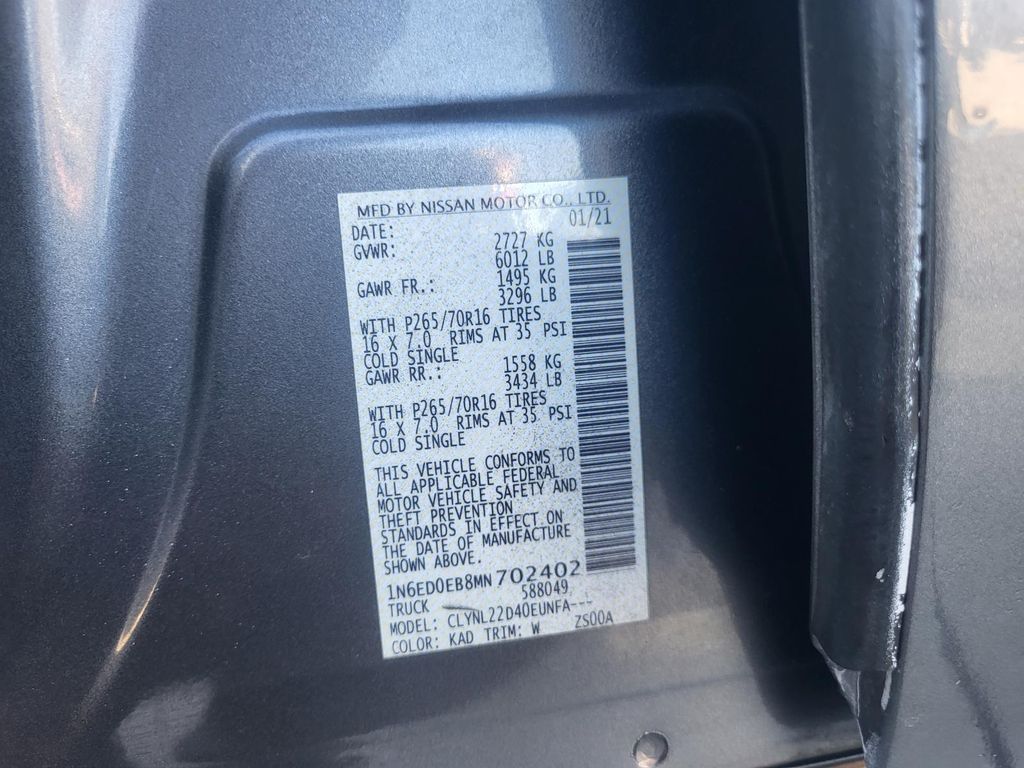 MFD BY NISSAN MOTOR CO., LTD.
DATE: 01/21
GVWR: 2727 KG
6012 LB
GAWR FR.: 1495 KG
3296 LB
WITH P265/70R16 TIRES
16 X 7.0 RIMS AT 35 PSI
COLD SINGLE
GAWR RR.: 1558 KG
3434 LB
WITH P265/70R16 TIRES
16 X 7.0 RIMS AT 35 PSI
COLD SINGLE
THIS VEHICLE CONFORMS TO
ALL APPLICABLE FEDERAL
MOTOR VEHICLE SAFETY AND
THEFT PREVENTION
STANDARDS IN EFFECT ON
THE DATE OF MANUFACTURE
SHOWN ABOVE.
1N6ED0EB8MN702402
TRUCK 588049
MODEL: CLYNL22D40EUNFA---
COLOR: KAD TRIM: W ZS00A